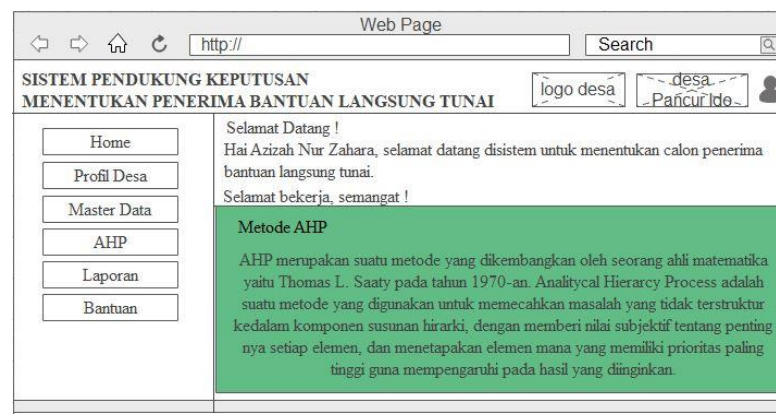 Web Page
http://
Search
SISTEM PENDUKUNG KEPUTUSAN
MENENTUKAN PENERIMA BANTUAN LANGSUNG TUNAI
logo desa
desa
Pancur Ido
Home
Profil Desa
Master Data
AHP
Laporan
Bantuan
Selamat Datang !
Hai Azizah Nur Zahara, selamat datang disistem untuk menentukan calon penerima
bantuan langsung tunai.
Selamat bekerja, semangat !
Metode AHP
AHP merupakan suatu metode yang dikembangkan oleh seorang ahli matematika
yaitu Thomas L. Saaty pada tahun 1970-an. Analitycal Hierarcy Process adalah
suatu metode yang digunakan untuk memecahkan masalah yang tidak terstruktur
kedalam komponen susunan hirarki, dengan memberi nilai subjektif tentang penting
nya setiap elemen, dan menetapakan elemen mana yang memiliki prioritas paling
tinggi guna mempengaruhi pada hasil yang diinginkan.